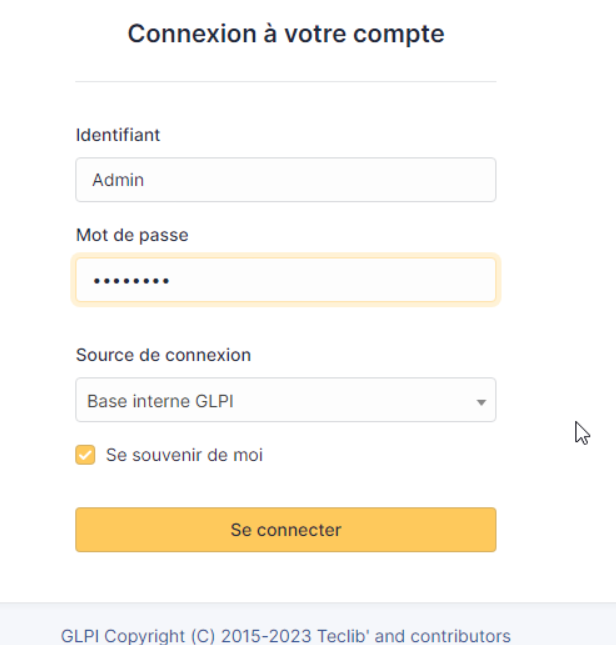 Connexion à votre compte
Identifiant
Admin
Mot de passe
••••••••
Source de connexion
Base interne GLPI
Se souvenir de moi
Se connecter
GLPI Copyright (C) 2015-2023 Teclib' and contributors